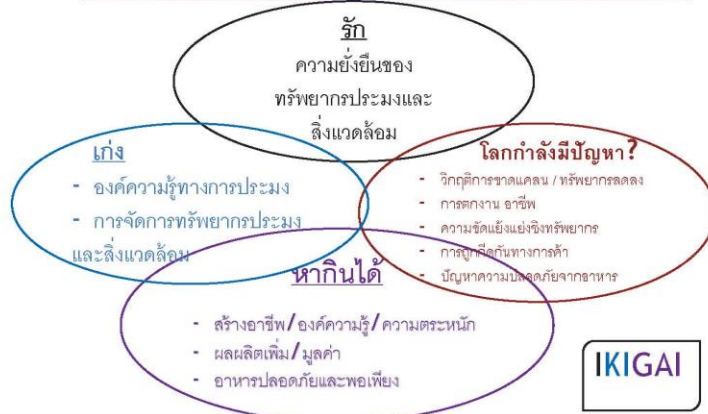 รัก
ความยั่งยืนของ
ทรัพยากรประมงและ
สิ่งแวดล้อม
เก่ง
- องค์ความรู้ทางการประมง
- การจัดการทรัพยากรประมง
และสิ่งแวดล้อม
โลกกำลังมีปัญหา?
- วิกฤติการขาดแคลน / ทรัพยากรลดลง
- การตกงาน อาชีพ
- ความขัดแย้งแย่งชิงทรัพยากร
- การถูกกีดกันทางการค้า
- ปัญหาความปลอดภัยจากอาหาร
หากินได้
- สร้างอาชีพ/องค์ความรู้/ความตระหนัก
- ผลผลิตเพิ่ม/มูลค่า
- อาหารปลอดภัยและพอเพียง
IKIGAI